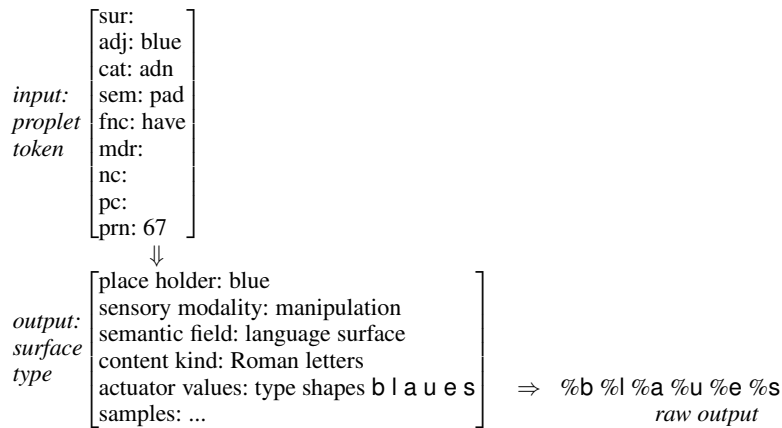 sur:
adj: blue
cat: adn
input: sem: pad
proplet fnc: have
token mdr:
nc:
pc:
prn: 67
⇓
place holder: blue
sensory modality: manipulation
output: semantic field: language surface
surface content kind: Roman letters
type actuator values: type shapes b l a u e s ⇒ %b %l %a %u %e %s
samples: ... raw output